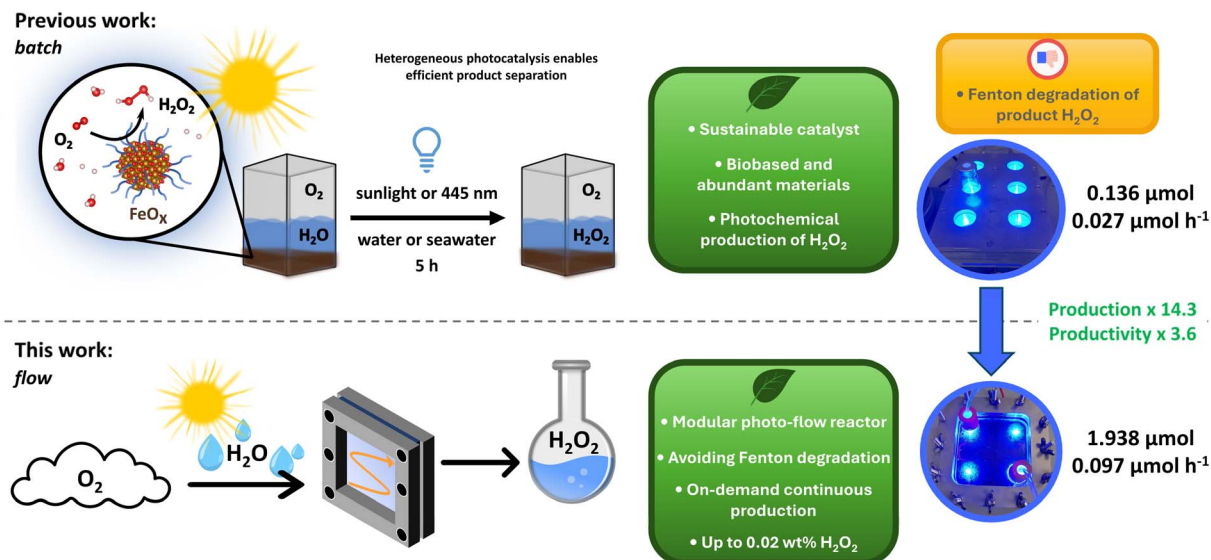 Previous work:
batch
H₂O₂
O₂
FeOₓ
Heterogeneous photocatalysis enables
efficient product separation
O₂
H₂O
sunlight or 445 nm
water or seawater
5 h
O₂
H₂O₂
• Sustainable catalyst
• Biobased and
abundant materials
• Photochemical
production of H₂O₂
• Fenton degradation of
product H₂O₂
0.136 µmol
0.027 µmol h⁻¹
Production x 14.3
Productivity x 3.6
This work:
flow
O₂
H₂O
H₂O₂
• Modular photo-flow reactor
• Avoiding Fenton degradation
• On-demand continuous
production
• Up to 0.02 wt% H₂O₂
1.938 µmol
0.097 µmol h⁻¹